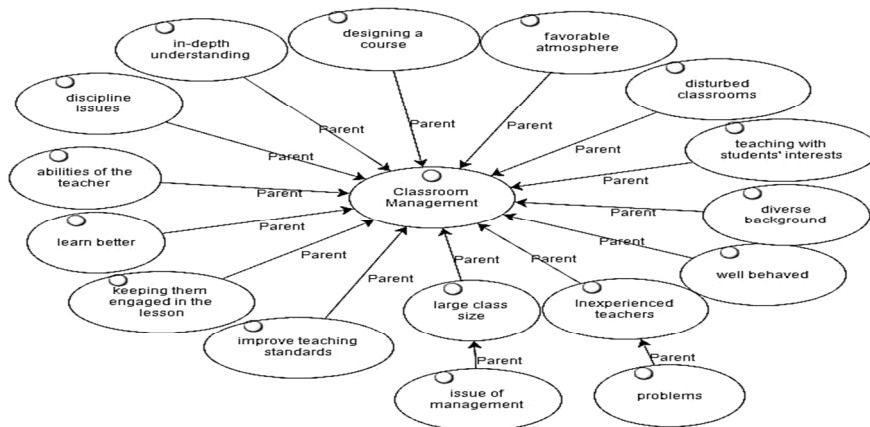 designing a
course
favorable
atmosphere
in-depth
understanding
disturbed
classrooms
discipline
Issues
Parent
Parent
Parent
Parent
Parent
teaching with
students' interests
abilities of the
teacher
Parent
Classroom
Management
Parent
diverse
background
Parent
learn better
Parent
Parent
well behaved
Parent
Parent
Parent
Parent
keeping them
engaged in the
lesson
large class
size
Inexperienced
teachers
improve teaching
standards
Parent
Parent
issue of
management
problems